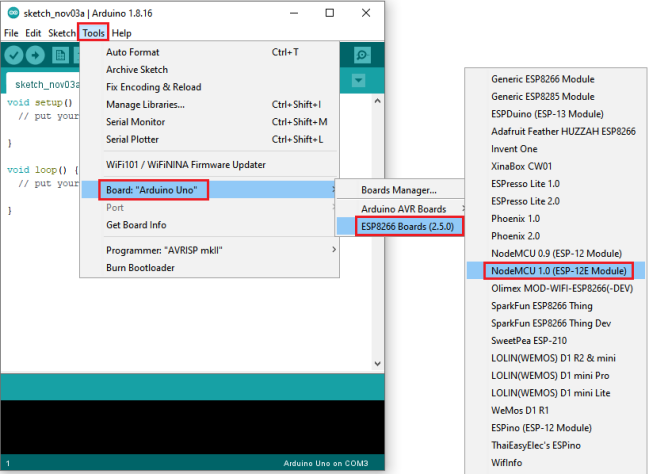 sketch_nov03a | Arduino 1.8.16
File Edit Sketch Tools Help
sketch_nov03a
void setup()
// put your
}
void loop() {
// put your
}
Auto Format Ctrl+T
Archive Sketch
Fix Encoding & Reload
Manage Libraries... Ctrl+Shift+I
Serial Monitor Ctrl+Shift+M
Serial Plotter Ctrl+Shift+L
WiFi101 / WiFiNINA Firmware Updater
Board: "Arduino Uno"
Port
Get Board Info
Programmer: "AVRISP mkII"
Burn Bootloader
Boards Manager...
Arduino AVR Boards
ESP8266 Boards (2.5.0)
Generic ESP8266 Module
Generic ESP8285 Module
ESPDuino (ESP-13 Module)
Adafruit Feather HUZZAH ESP8266
Invent One
XinaBox CW01
ESPresso Lite 1.0
ESPresso Lite 2.0
Phoenix 1.0
Phoenix 2.0
NodeMCU 0.9 (ESP-12 Module)
NodeMCU 1.0 (ESP-12E Module)
Olimex MOD-WIFI-ESP8266(-DEV)
SparkFun ESP8266 Thing
SparkFun ESP8266 Thing Dev
SweetPea ESP-210
LOLIN(WEMOS) D1 R2 & mini
LOLIN(WEMOS) D1 mini Pro
LOLIN(WEMOS) D1 mini Lite
WeMos D1 R1
ESPino (ESP-12 Module)
ThaiEasyElec's ESPino
WifInfo
1 Arduino Uno on COM3